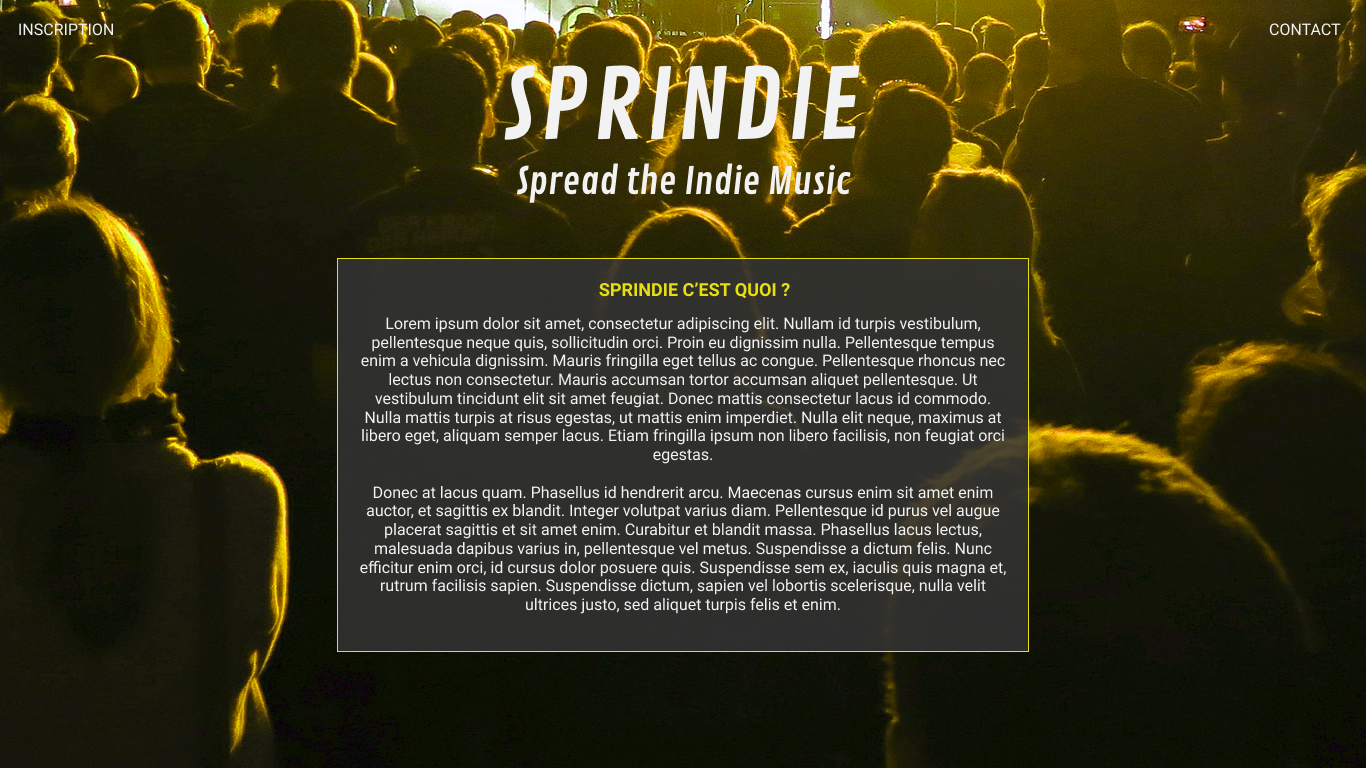 INSCRIPTION
CONTACT
SPRINDIE
Spread the Indie Music
SPRINDIE C’EST QUOI ?
Lorem ipsum dolor sit amet, consectetur adipiscing elit. Nullam id turpis vestibulum,
pellentesque neque quis, sollicitudin orci. Proin eu dignissim nulla. Pellentesque tempus
enim a vehicula dignissim. Mauris fringilla eget tellus ac congue. Pellentesque rhoncus nec
lectus non consectetur. Mauris accumsan tortor accumsan aliquet pellentesque. Ut
vestibulum tincidunt elit sit amet feugiat. Donec mattis consectetur lacus id commodo.
Nulla mattis turpis at risus egestas, ut mattis enim imperdiet. Nulla elit neque, maximus at
libero eget, aliquam semper lacus. Etiam fringilla ipsum non libero facilisis, non feugiat orci
egestas.
Donec at lacus quam. Phasellus id hendrerit arcu. Maecenas cursus enim sit amet enim
auctor, et sagittis ex blandit. Integer volutpat varius diam. Pellentesque id purus vel augue
placerat sagittis et sit amet enim. Curabitur et blandit massa. Phasellus lacus lectus,
malesuada dapibus varius in, pellentesque vel metus. Suspendisse a dictum felis. Nunc
efficitur enim orci, id cursus dolor posuere quis. Suspendisse sem ex, iaculis quis magna et,
rutrum facilisis sapien. Suspendisse dictum, sapien vel lobortis scelerisque, nulla velit
ultrices justo, sed aliquet turpis felis et enim.